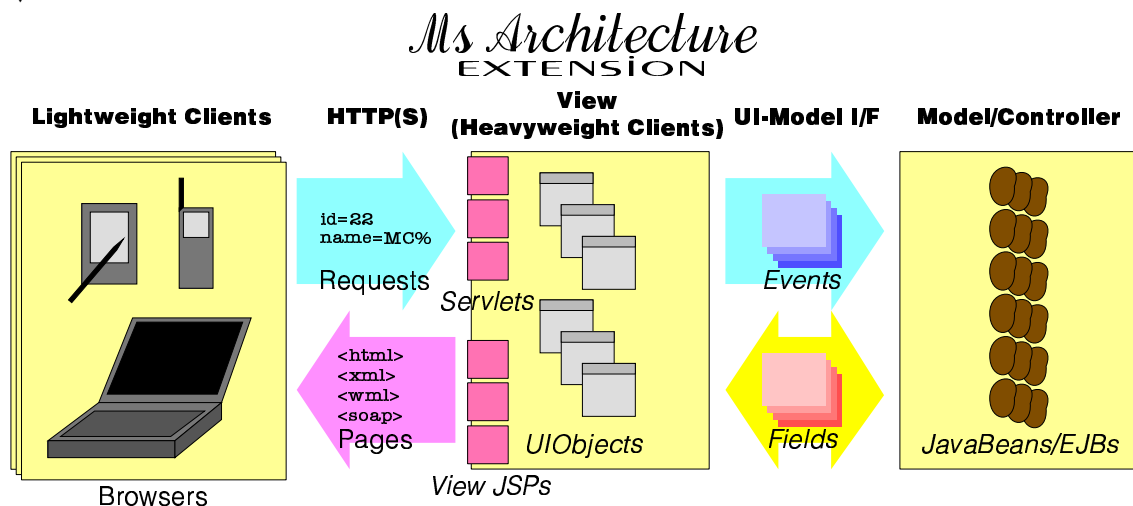 Ms Architecture
EXTENSION
Lightweight Clients
HTTP(S)
View
(Heavyweight Clients)
UI-Model I/F
Model/Controller
id=22
name=MC%
Requests
Servlets
Events
<html>
<xml>
<wml>
<soap>
Pages
UIObjects
Fields
JavaBeans/EJBs
View JSPs
Browsers